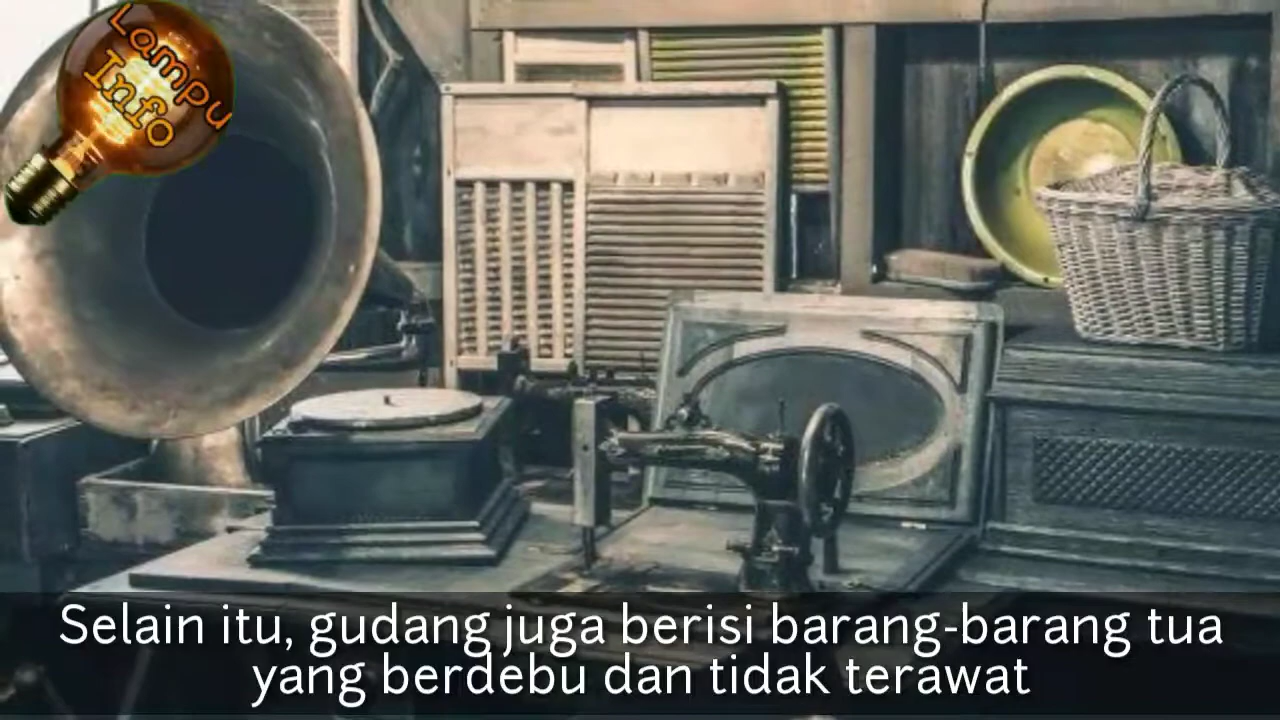 Lampu
Info
Selain itu, gudang juga berisi barang-barang tua
yang berdebu dan tidak terawat